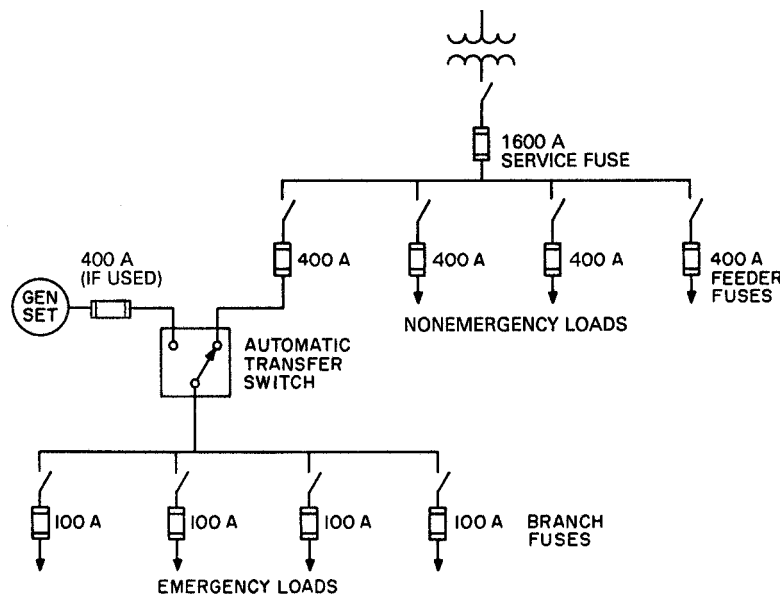 1600 A
SERVICE FUSE
400 A
(IF USED)
GEN
SET
400 A
400 A
400 A
400 A
FEEDER
FUSES
NONEMERGENCY LOADS
AUTOMATIC
TRANSFER
SWITCH
100 A
100 A
100 A
100 A
BRANCH
FUSES
EMERGENCY LOADS